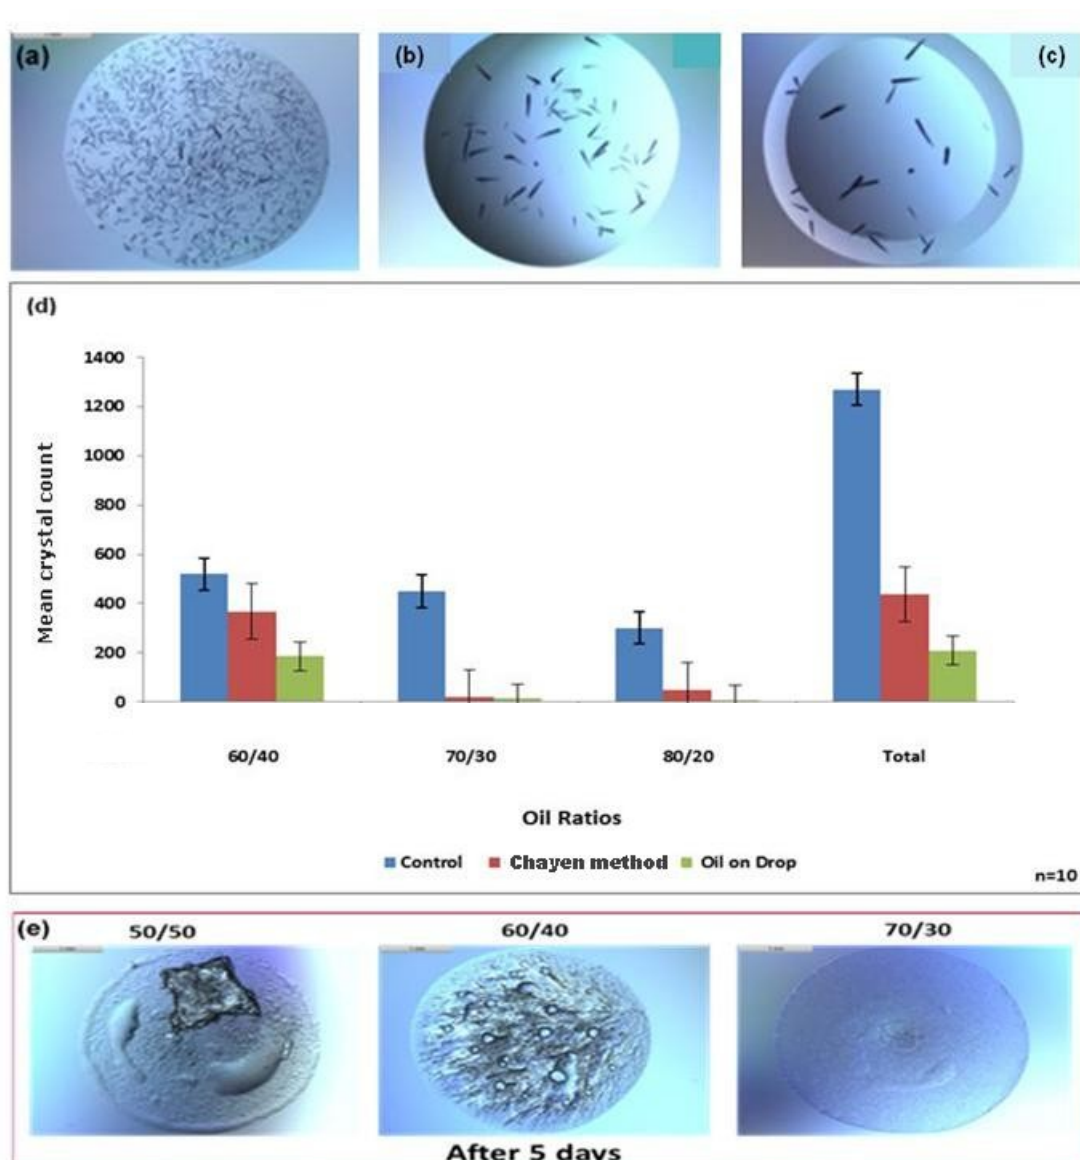 (a)
(b)
(c)
(d)
1400
1200
1000
800
600
400
200
0
Mean crystal count
60/40 70/30 80/20 Total
Oil Ratios
Control Chayen method Oil on Drop
n=10
(e)
50/50 60/40 70/30
After 5 days